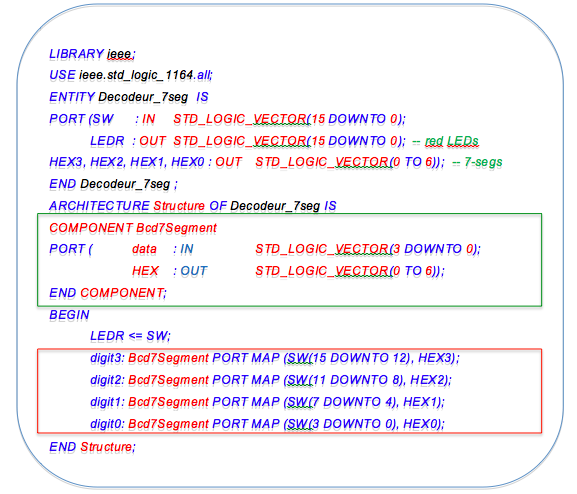 LIBRARY ieee;
USE ieee.std_logic_1164.all;
ENTITY Decodeur_7seg IS
PORT (SW : IN STD_LOGIC_VECTOR(15 DOWNTO 0);
LEDR : OUT STD_LOGIC_VECTOR(15 DOWNTO 0); -- red LEDs
HEX3, HEX2, HEX1, HEX0 : OUT STD_LOGIC_VECTOR(0 TO 6)); -- 7-segs
END Decodeur_7seg ;
ARCHITECTURE Structure OF Decodeur_7seg IS
COMPONENT Bcd7Segment
PORT ( data : IN STD_LOGIC_VECTOR(3 DOWNTO 0);
HEX : OUT STD_LOGIC_VECTOR(0 TO 6));
END COMPONENT;
BEGIN
LEDR <= SW;
digit3: Bcd7Segment PORT MAP (SW(15 DOWNTO 12), HEX3);
digit2: Bcd7Segment PORT MAP (SW(11 DOWNTO 8), HEX2);
digit1: Bcd7Segment PORT MAP (SW(7 DOWNTO 4), HEX1);
digit0: Bcd7Segment PORT MAP (SW(3 DOWNTO 0), HEX0);
END Structure;